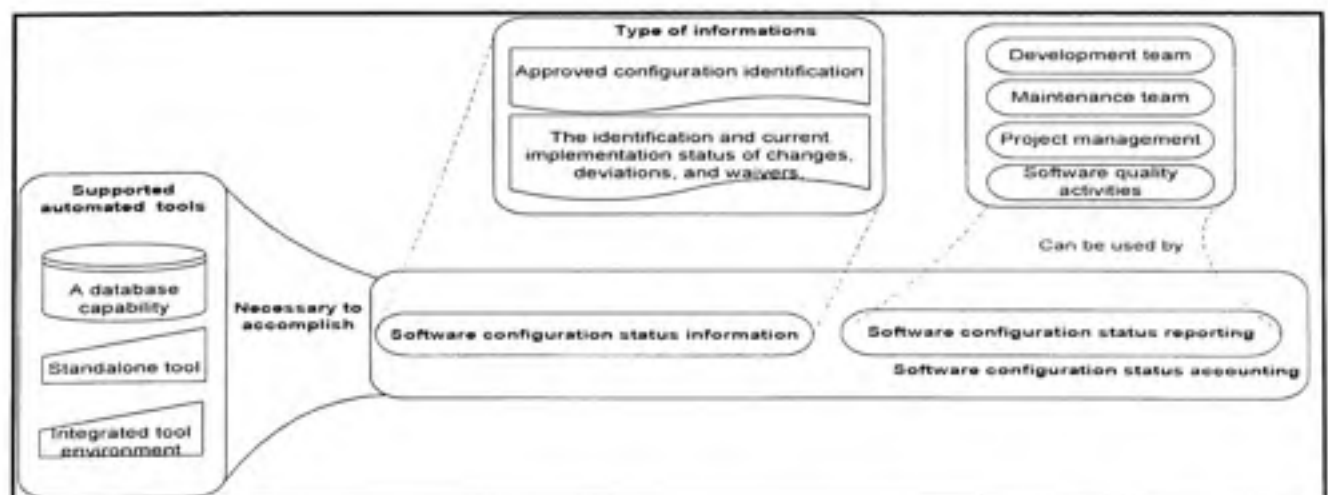 Type of informations
Approved configuration identification
The identification and current
implementation status of changes,
deviations, and waivers.
Development team
Maintenance team
Project management
Software quality
activities
Can be used by
Supported
automated tools
A database
capability
Standalone tool
Integrated tool
environment
Necessary to
accomplish
Software configuration status information
Software configuration status reporting
Software configuration status accounting